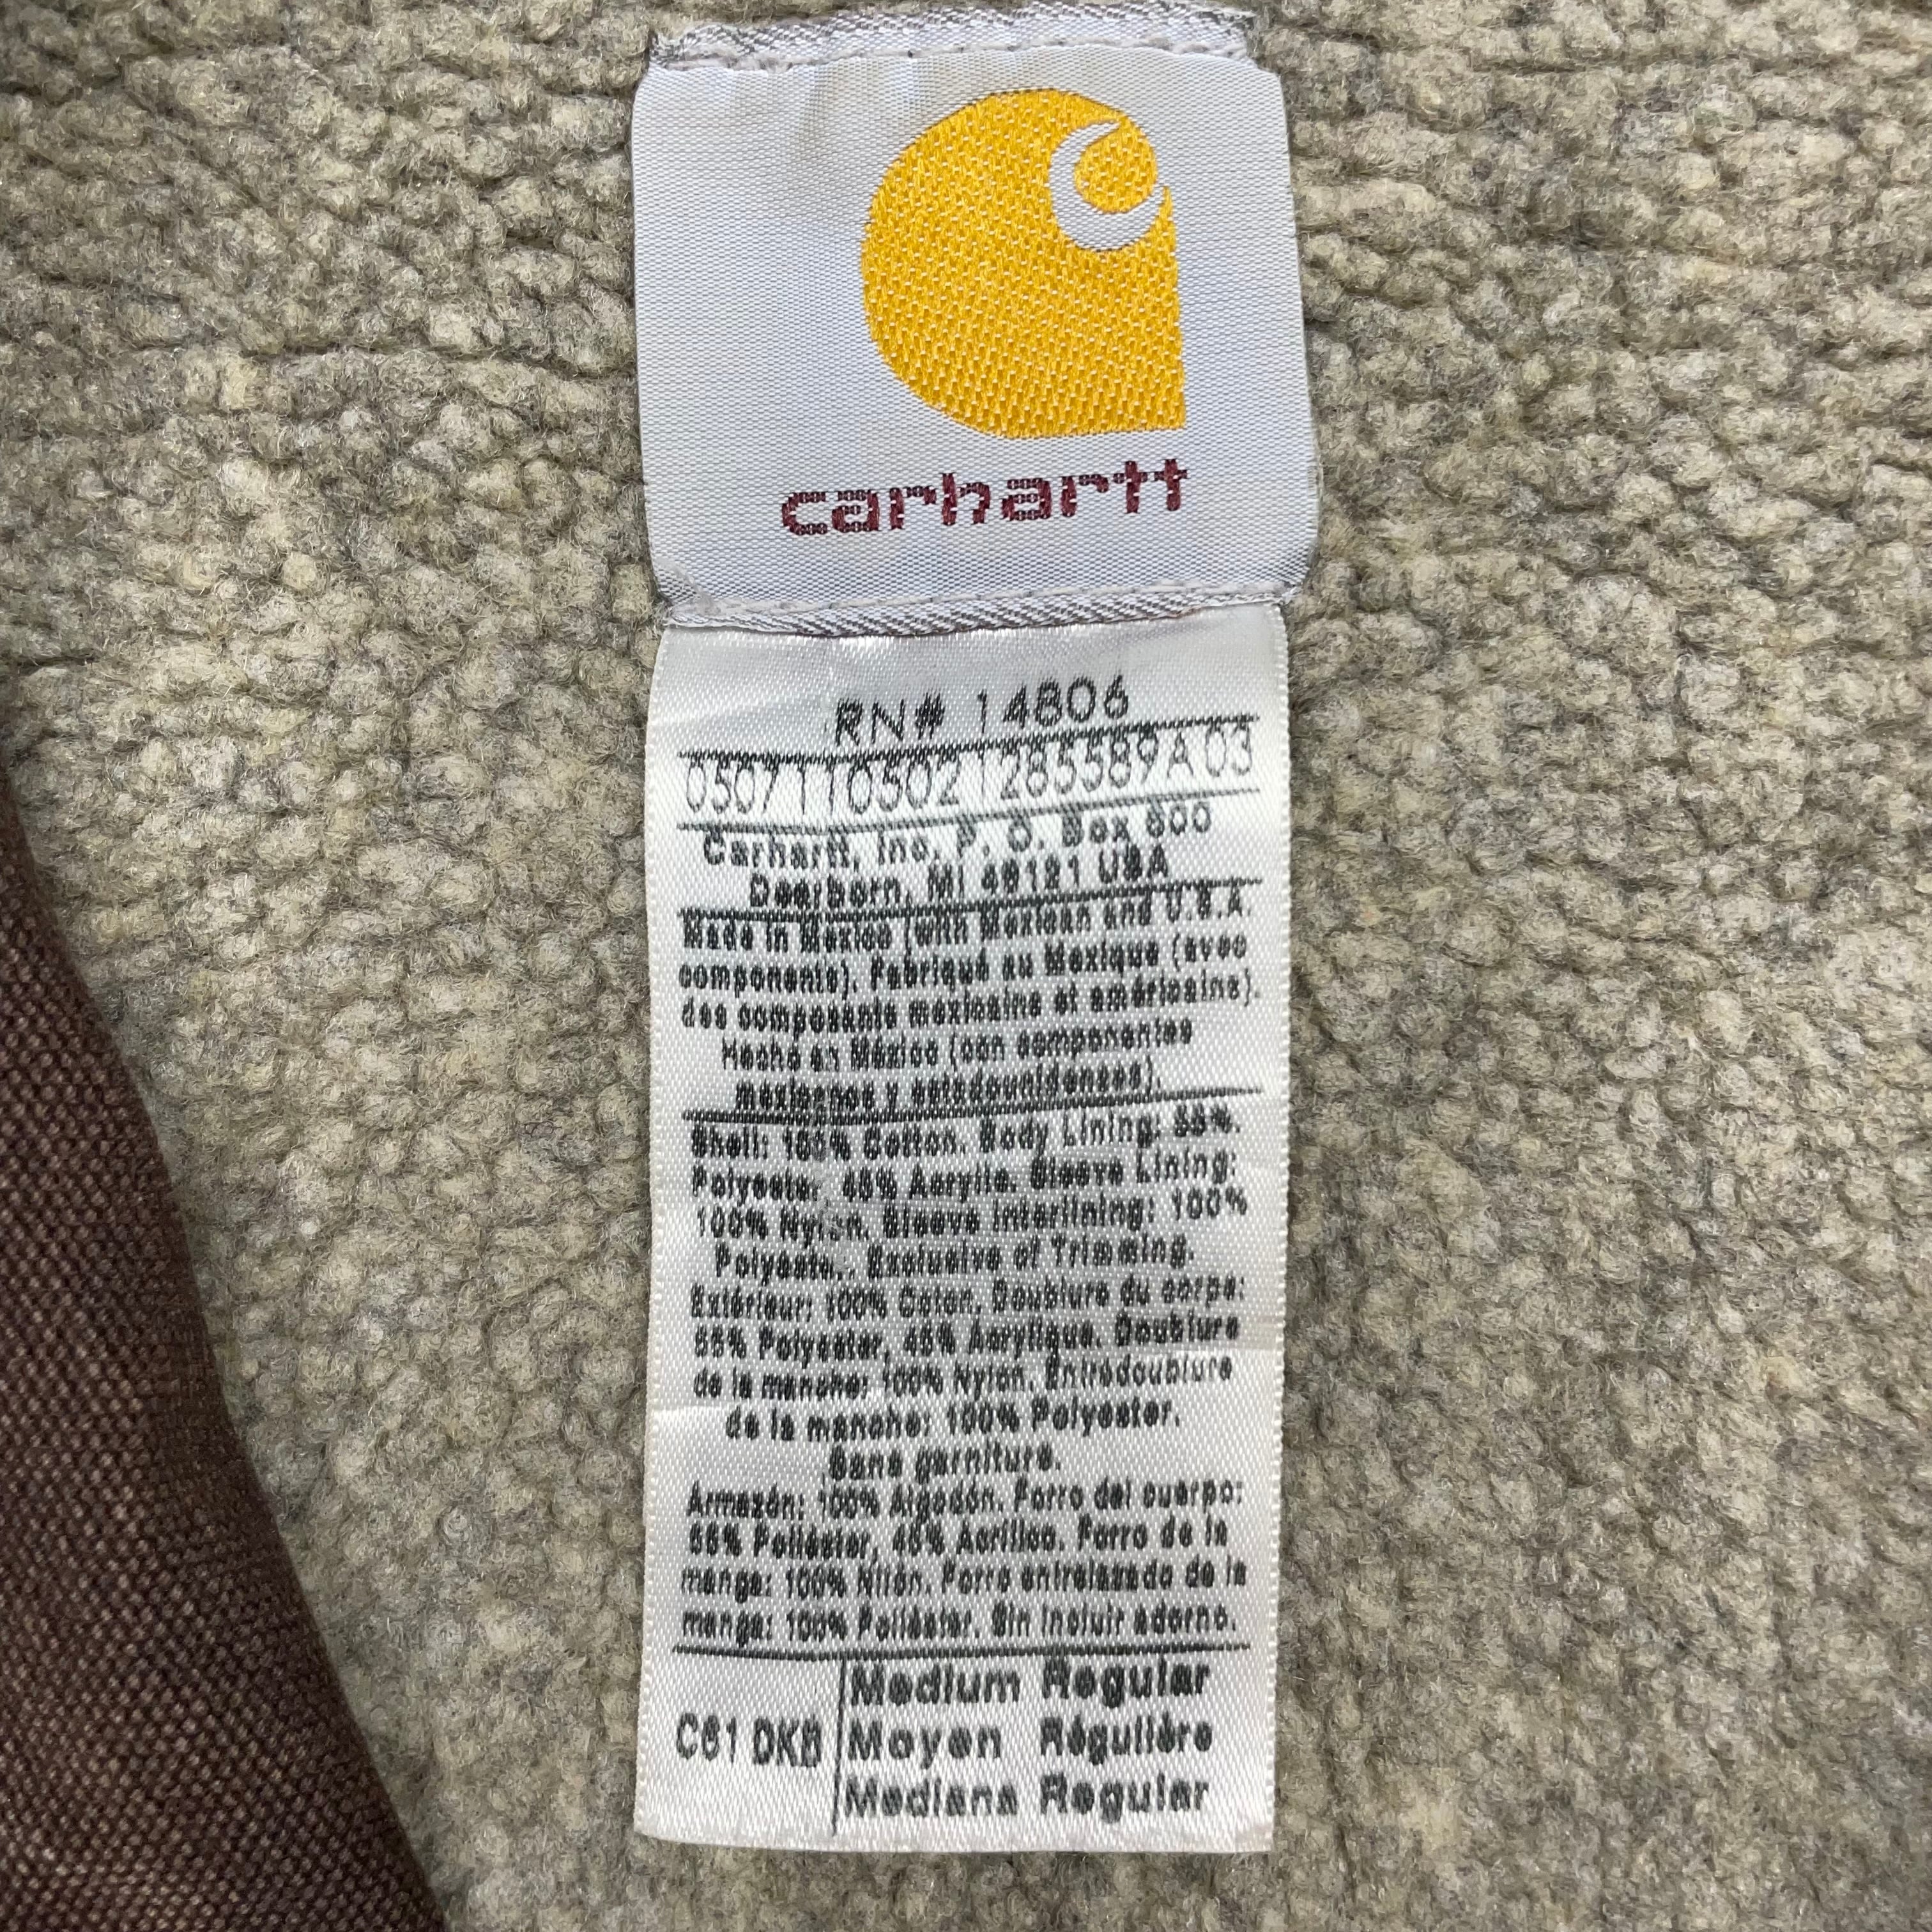 carhartt
RN# 14806
05071105021285589A03
Carhartt, Inc. P. O. Box 600
Dearborn, MI 48121 USA
Made in Mexico (with Mexican and U.S.A.
components). Fabriqué au Mexique (avec
des composants mexicains et américains).
Hecho en México (con componentes
mexicanos y estadounidenses).
Shell: 100% Cotton. Body Lining: 55%
Polyester, 45% Acrylic. Sleeve Lining:
100% Nylon. Sleeve Interlining: 100%
Polyester. Exclusive of Trimming.
Extérieur: 100% Coton. Doublure du corps:
55% Polyester, 45% Acrylique. Doublure
de la manche: 100% Nylon. Entredoublure
de la manche: 100% Polyester.
Sans garniture.
Armazón: 100% Algodón. Forro del cuerpo:
55% Poliéster, 45% Acrílico. Forro de la
manga: 100% Nilón. Forro entrelazado de la
manga: 100% Poliéster. Sin incluir adorno.
C61 DKB
Medium Regular
Moyen Régulière
Mediana Regular